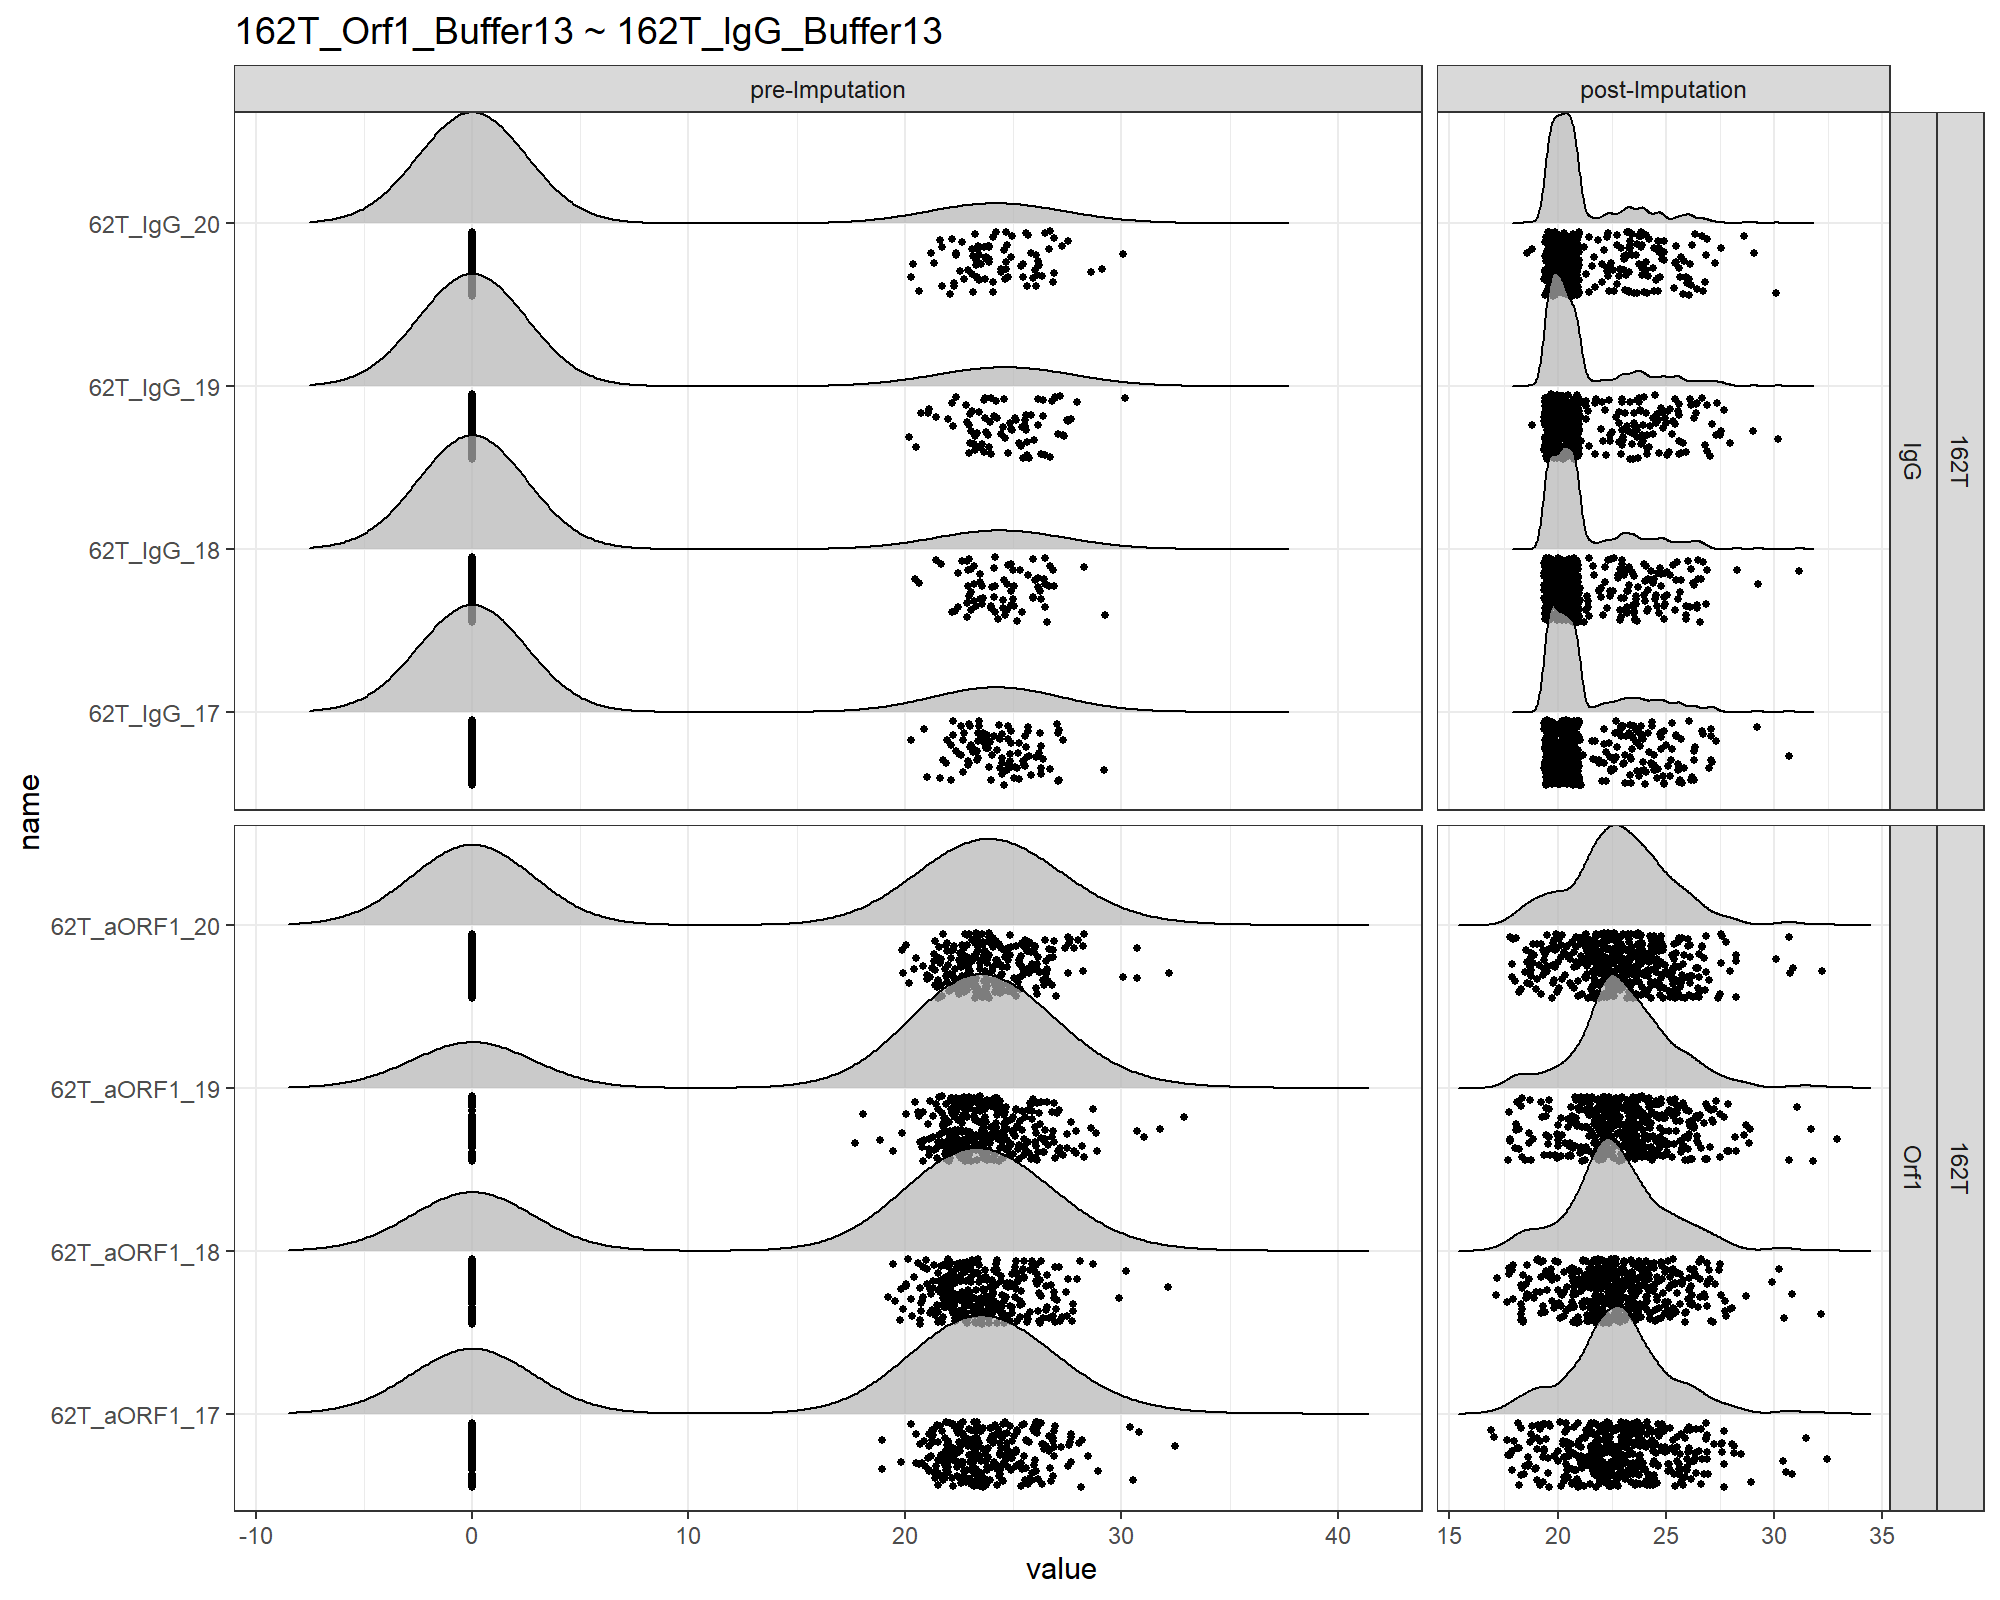 162T_Orf1_Buffer13 ~ 162T_IgG_Buffer13
pre-Imputation
post-Imputation
62T_IgG_20
62T_IgG_19
62T_IgG_18
62T_IgG_17
IgG
162T
name
62T_aORF1_20
62T_aORF1_19
62T_aORF1_18
62T_aORF1_17
Orf1
162T
-10 0 10 20 30 40
15 20 25 30 35
value